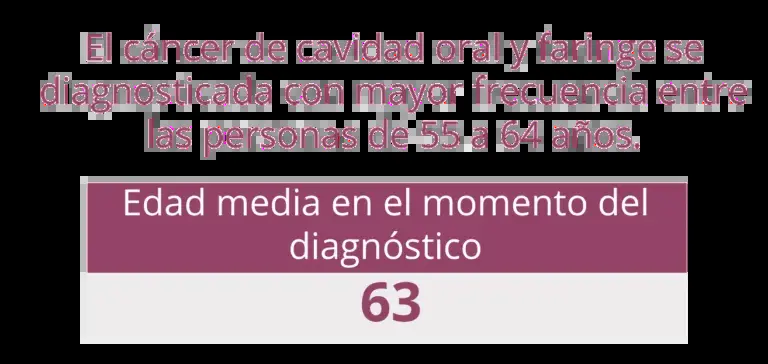 El cáncer de cavidad oral y faringe se
diagnosticada con mayor frecuencia entre
las personas de 55 a 64 años.
Edad media en el momento del
diagnóstico
63